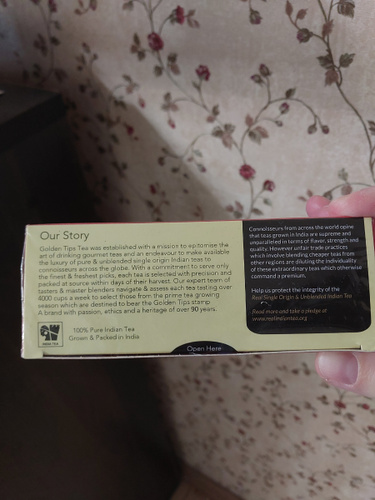 Our Story
Golden Tips Tea was established with a mission to epitomise the
art of drinking gourmet teas and an endeavour to make available
the luxury of pure & unblended single origin Indian teas to
connoisseurs across the globe. With a commitment to serve only
the finest & freshest picks, each tea is selected with precision and
packed at source within days of their harvest. Our expert team of
tasters & master blenders navigate & assess each tea tasting over
4000 cups a week to select those from the prime tea growing
season which are destined to bear the Golden Tips stamp.
A brand with passion, ethics and a heritage of over 90 years.
INDIA TEA
100% Pure Indian Tea
Grown & Packed in India
Open Here
Connoisseurs from across the world opine
that teas grown in India are supreme and
unparalleled in terms of flavor, strength and
quality. However unfair trade practices
which involve blending cheaper teas from
other regions are diluting the individuality
of these extraordinary teas which otherwise
command a premium.
Help us protect the integrity of the
Real Single Origin & Unblended Indian Tea
Read more and take a pledge at